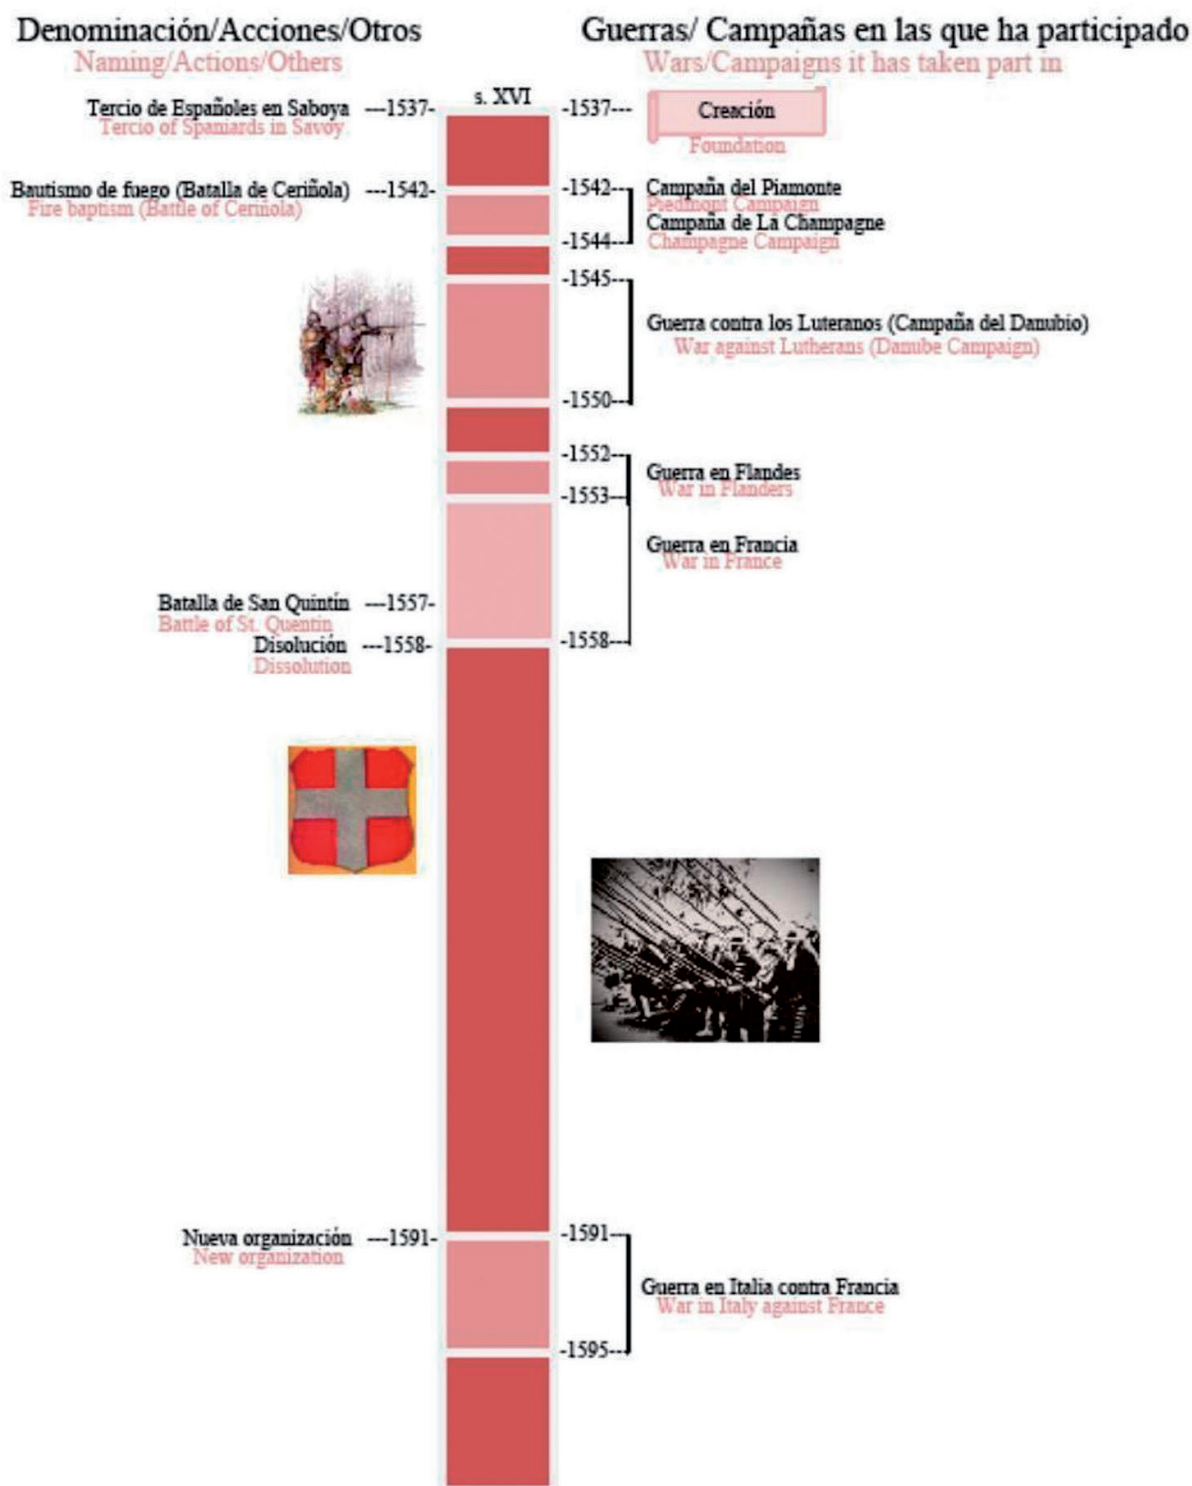 Denominación/Acciones/Otros
Naming/Actions/Others
Guerras/ Campañas en las que ha participado
Wars/Campaigns it has taken part in
s. XVI
Tercio de Españoles en Saboya ---1537-
Tercio of Spaniards in Savoy
-1537---
Creación
Foundation
Bautismo de fuego (Batalla de Ceriñola) ---1542-
Fire baptism (Battle of Ceriñola)
-1542---
Campaña del Piamonte
Piedmont Campaign
Campaña de La Champagne
Champagne Campaign
-1544---
-1545---
Guerra contra los Luteranos (Campaña del Danubio)
War against Lutherans (Danube Campaign)
-1550---
-1552---
Guerra en Flandes
War in Flanders
-1553---
Guerra en Francia
War in France
Batalla de San Quintín ---1557-
Battle of St. Quentin
Disolución ---1558-
Dissolution
-1558---
Nueva organización ---1591-
New organization
-1591---
Guerra en Italia contra Francia
War in Italy against France
-1595---